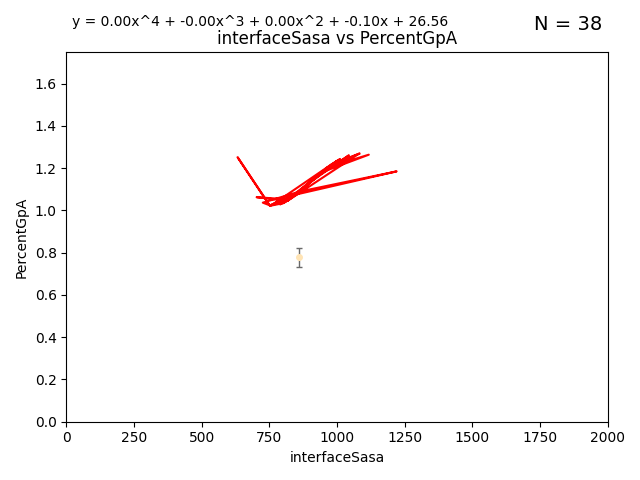 y = 0.00x^4 + -0.00x^3 + 0.00x^2 + -0.10x + 26.56
N = 38
interfaceSasa vs PercentGpA
PercentGpA
1.6
1.4
1.2
1.0
0.8
0.6
0.4
0.2
0.0
0 250 500 750 1000 1250 1500 1750 2000
interfaceSasa